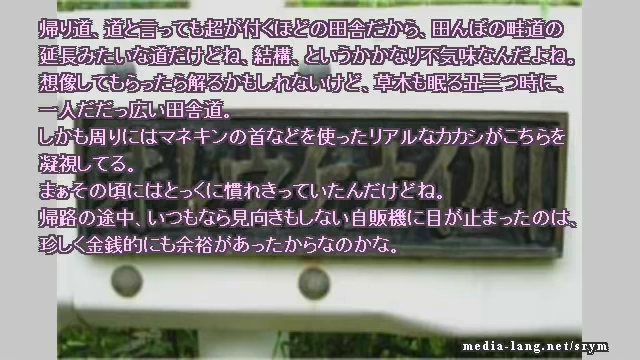 帰り道、道と言っても超が付くほどの田舎だから、田んぼの畦道の
延長みたいな道だけどね、結構、というかかなり不気味なんだよね。
想像してもらったら解るかもしれないけど、草木も眠る丑三つ時に、
一人だだっ広い田舎道。
しかも周りにはマネキンの首などを使ったリアルなカカシがこちらを
凝視してる。
まぁその頃にはとっくに慣れきっていたんだけどね。
帰路の途中、いつもなら見向きもしない自販機に目が止まったのは、
珍しく金銭的にも余裕があったからなのかな。
media-lang.net/srym